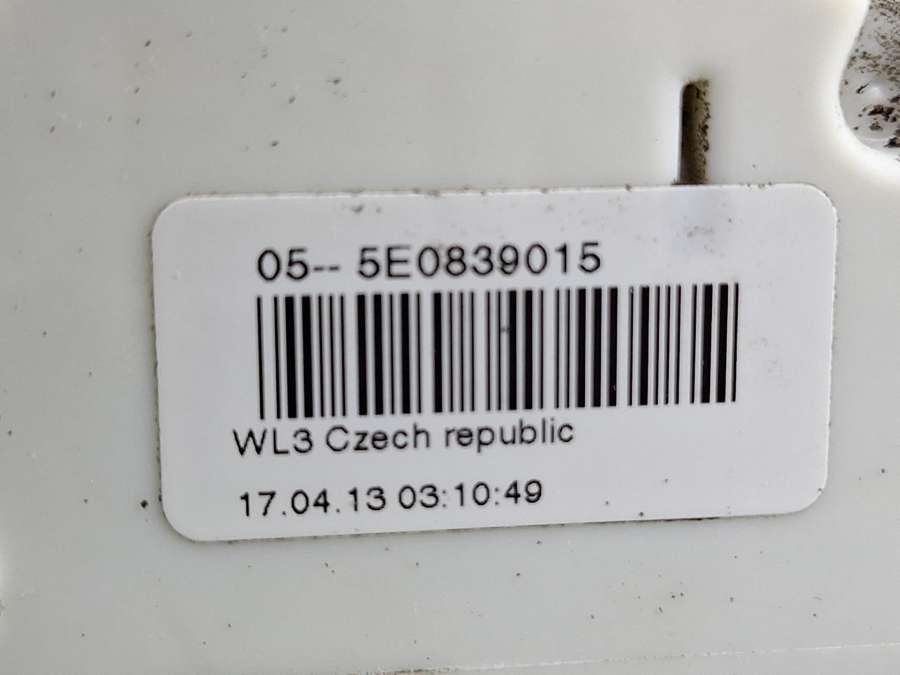 05-- 5E0839015
WL3 Czech republic
17.04.13 03:10:49